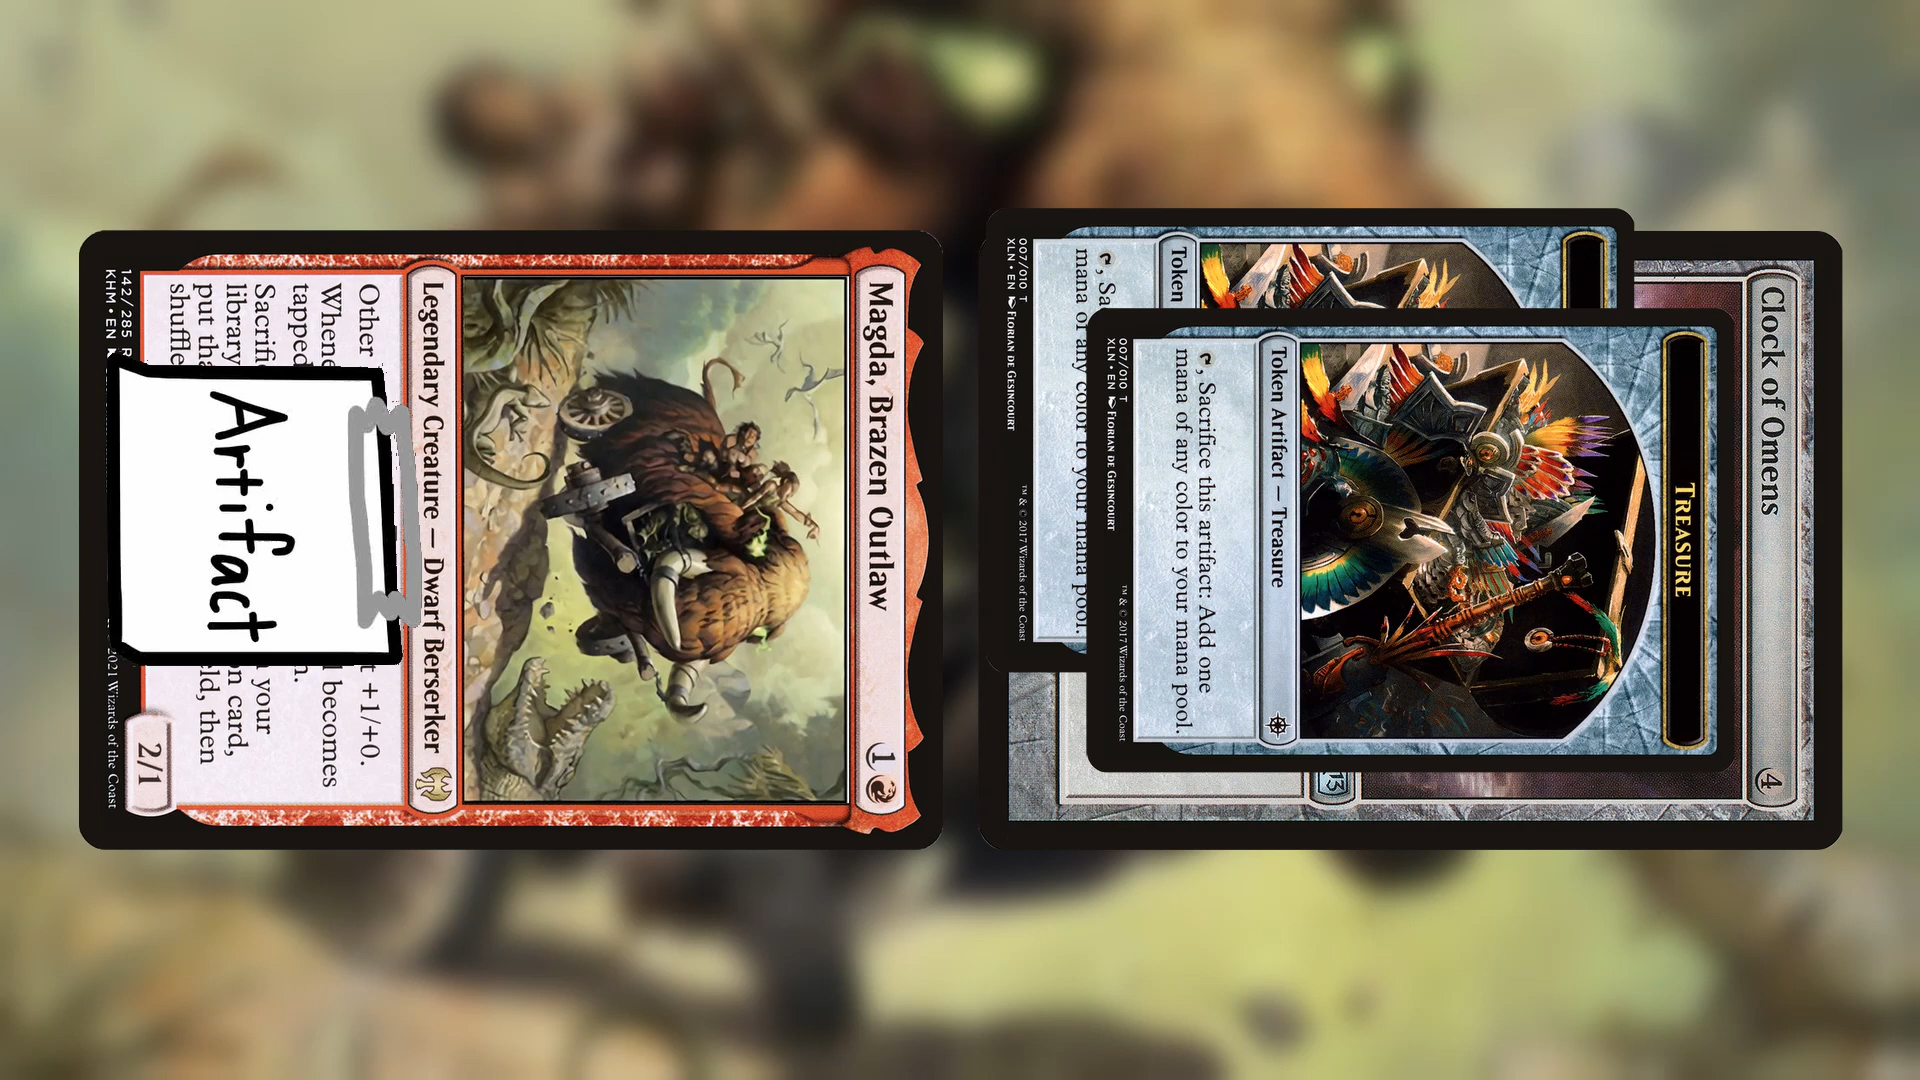 Magda, Brazen Outlaw
1
Legendary Creature — Dwarf Berserker
Other
+1/+0.
becomes
tapped
your
library
card,
put
then
shuffle
2/1
142/285 R
KHM • EN
2021 Wizards of the Coast
Artifact
Clock of Omens
4
Token
, Sa
mana of any color to your mana pool.
007/010 T
XLN • EN FLORIAN DE GESINCOURT
™ & © 2017 Wizards of the Coast
TREASURE
Token Artifact — Treasure
, Sacrifice this artifact: Add one
mana of any color to your mana pool.
007/010 T
XLN • EN FLORIAN DE GESINCOURT
™ & © 2017 Wizards of the Coast